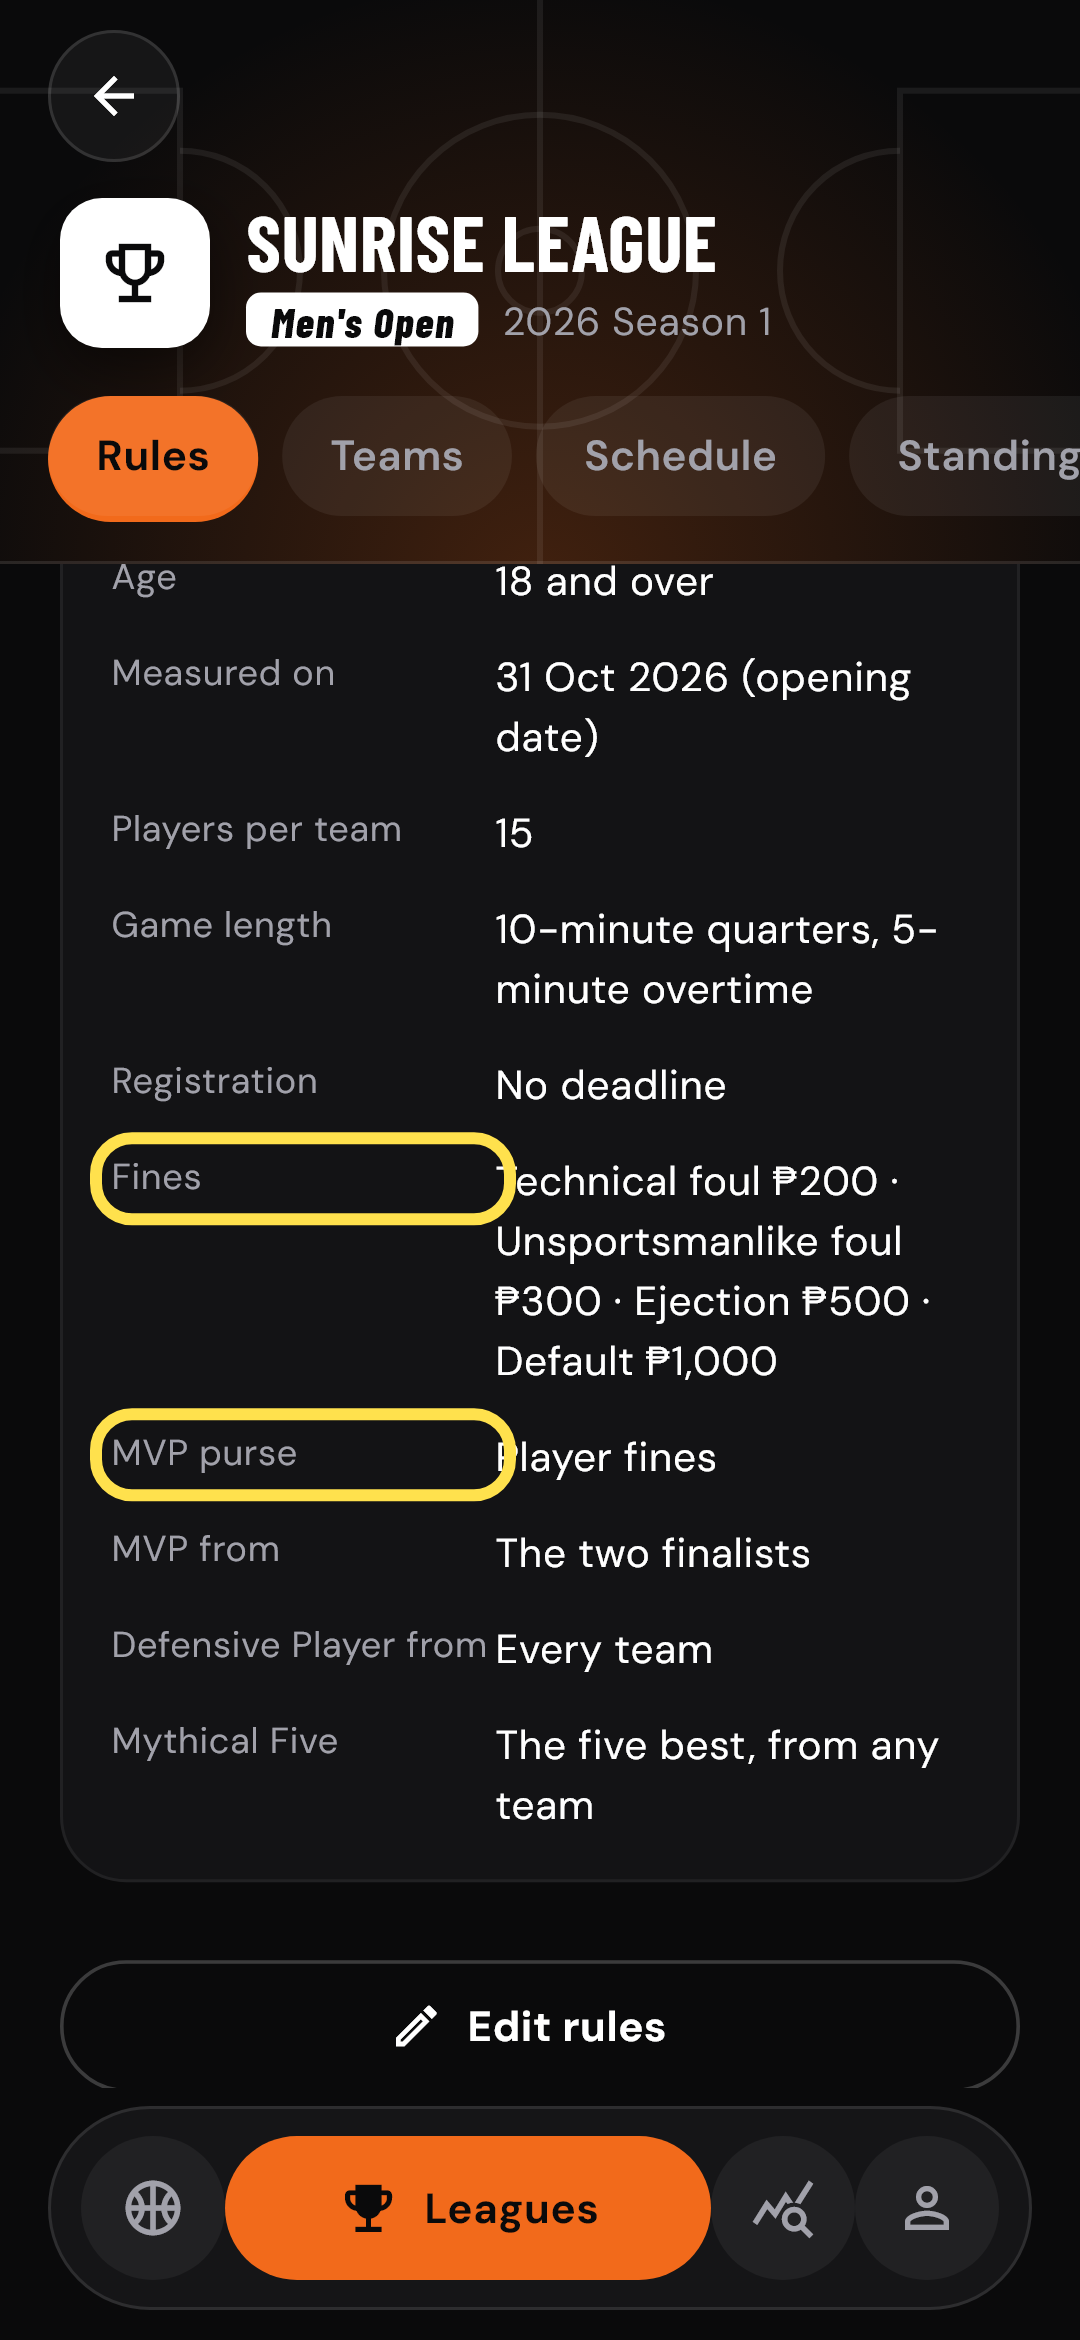 SUNRISE LEAGUE
Men's Open 2026 Season 1
Rules Teams Schedule Standing
Age 18 and over
Measured on 31 Oct 2026 (opening
date)
Players per team 15
Game length 10-minute quarters, 5-
minute overtime
Registration No deadline
Fines Technical foul ₱200 ·
Unsportsmanlike foul
₱300 · Ejection ₱500 ·
Default ₱1,000
MVP purse Player fines
MVP from The two finalists
Defensive Player from Every team
Mythical Five The five best, from any
team
Edit rules
Leagues